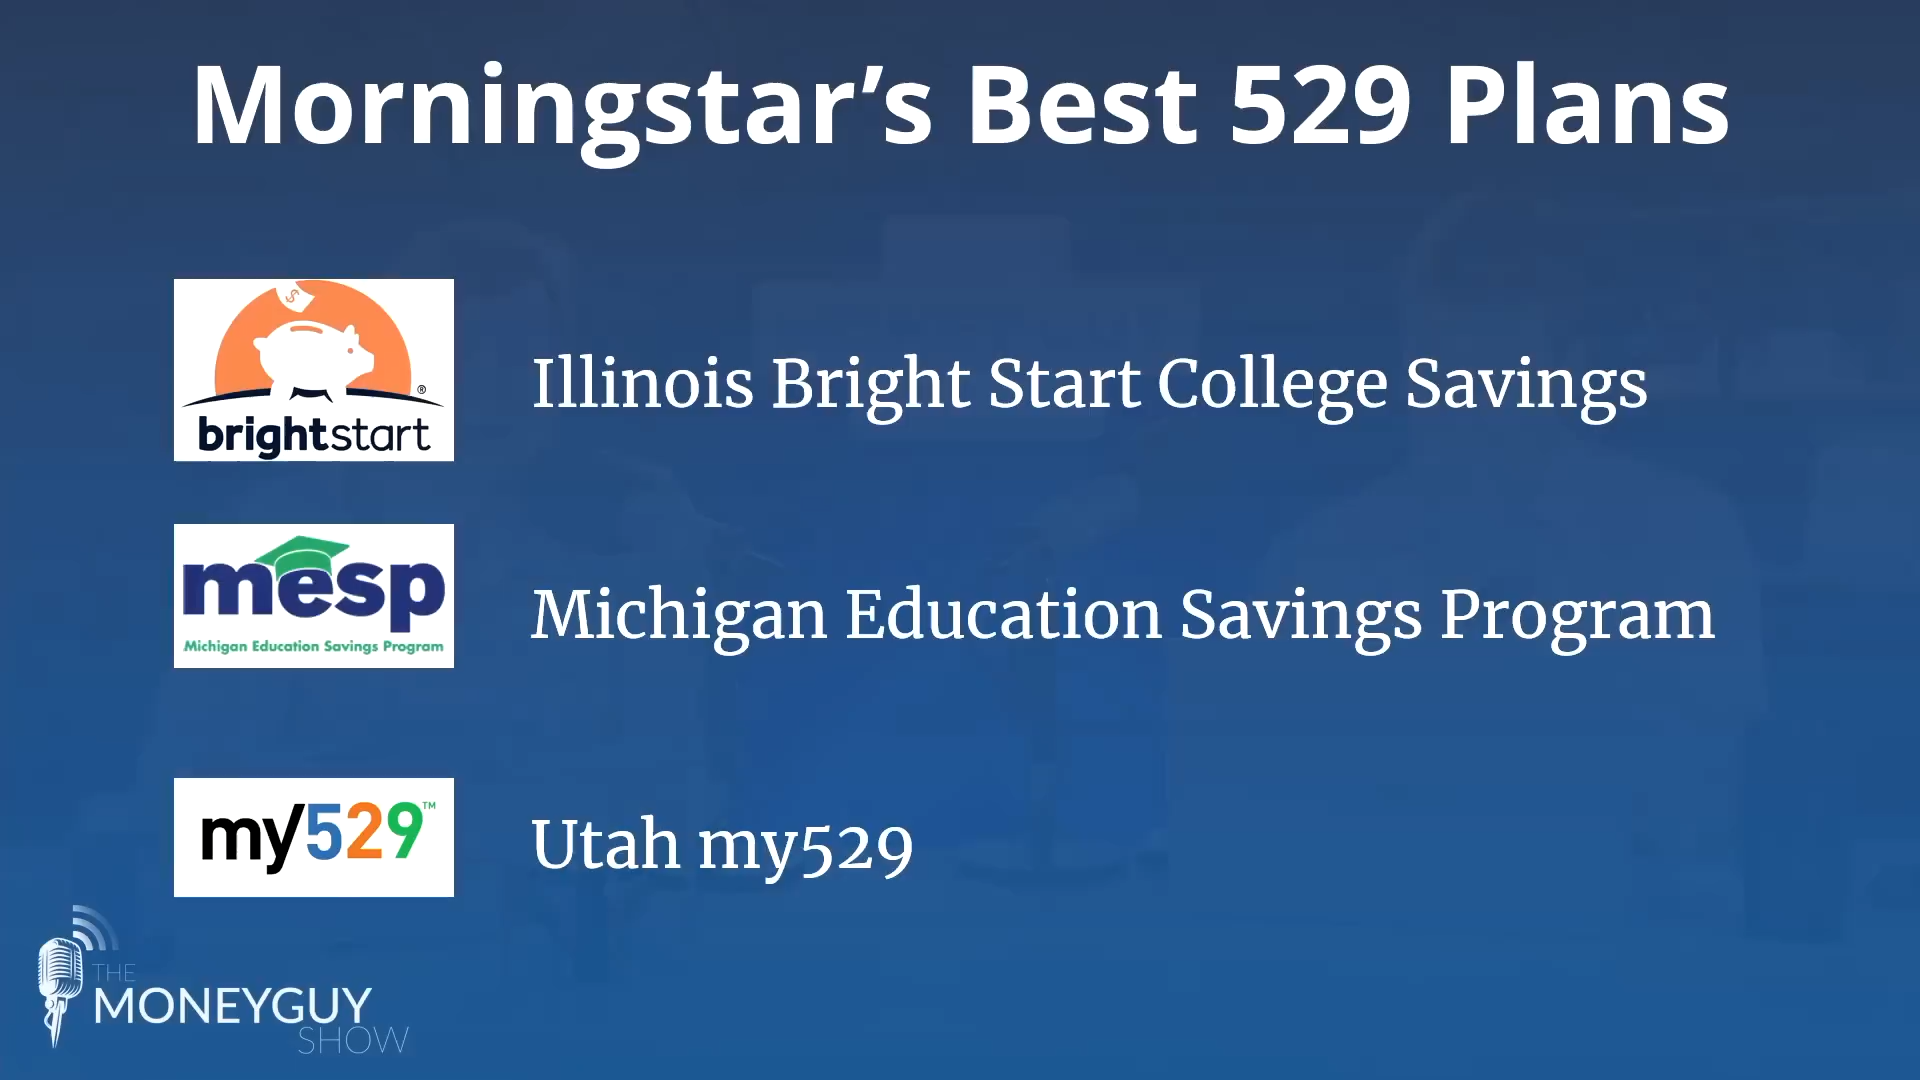 Morningstar’s Best 529 Plans
$
®
brightstart
Illinois Bright Start College Savings
mesp
Michigan Education Savings Program
Michigan Education Savings Program
my529™
Utah my529
THE
MONEYGUY
SHOW